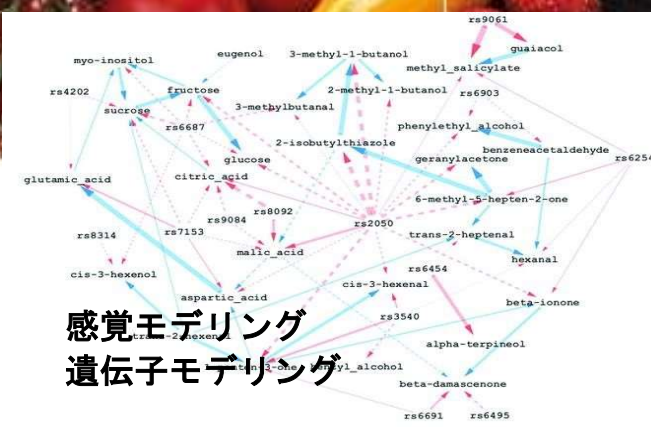 rs9061
guaiacol
myo-inositol
eugenol
3-methyl-1-butanol
methyl_salicylate
rs4202
fructose
2-methyl-1-butanol
rs6903
sucrose
3-methylbutanal
rs6687
phenylethyl_alcohol
2-isobutylthiazole
benzeneacetaldehyde
glucose
geranylacetone
rs6254
glutamic_acid
citric_acid
6-methyl-5-hepten-2-one
rs8092
rs9084
rs2050
rs8314
rs7153
trans-2-heptenal
malic_acid
hexanal
rs6454
cis-3-hexenol
cis-3-hexenal
aspartic_acid
beta-ionone
rs3540
感覚モデリング
alpha-terpineol
遺伝子モデリング
beta-damascenone
rs6691
rs6495